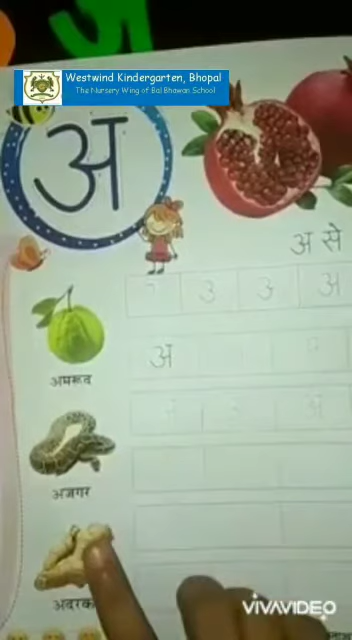 Westwind Kindergarten, Bhopal
The Nursery Wing of Bal Bhawan School
अ
अ से
उ उ अ
अमरूद
अ
अजगर
अदरक
VIVAVIDEO